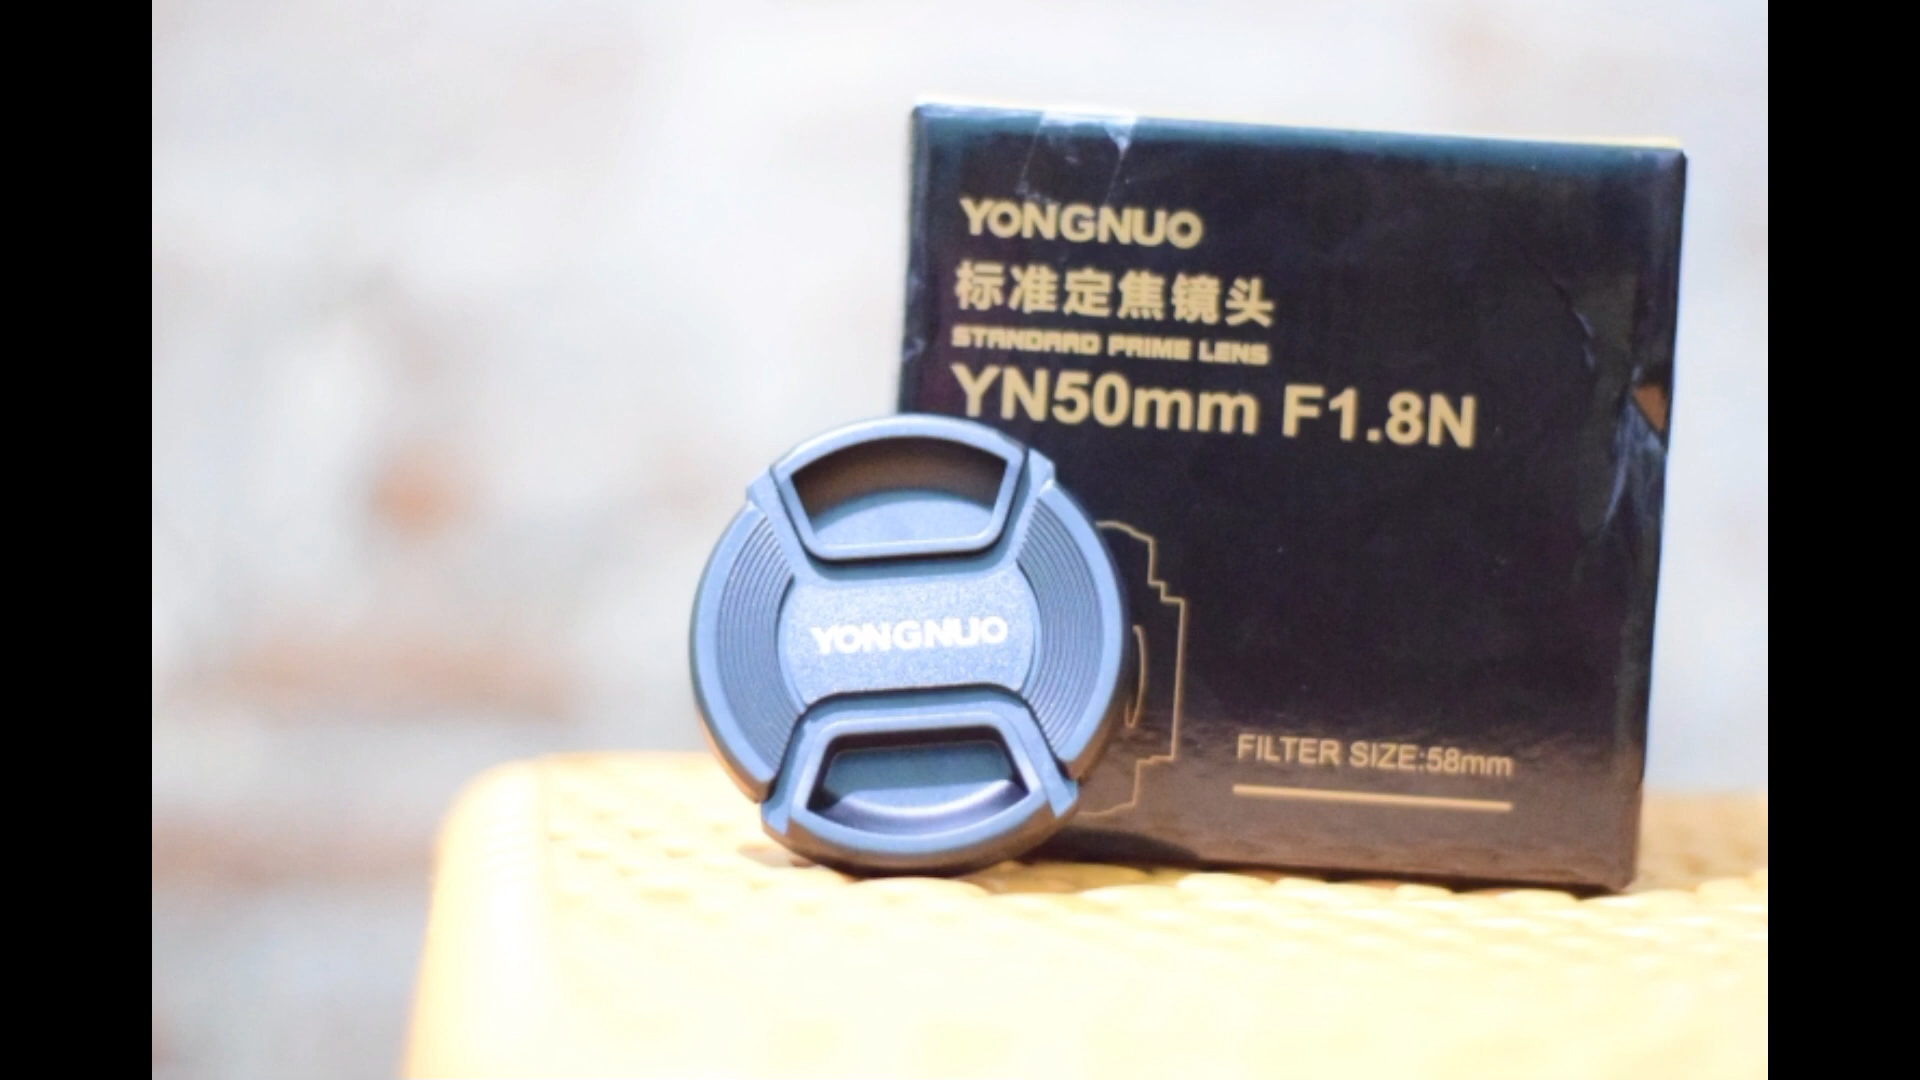 YONGNUO
标准定焦镜头
STANDARD PRIME LENS
YN50mm F1.8N
YONGNUO
FILTER SIZE:58mm